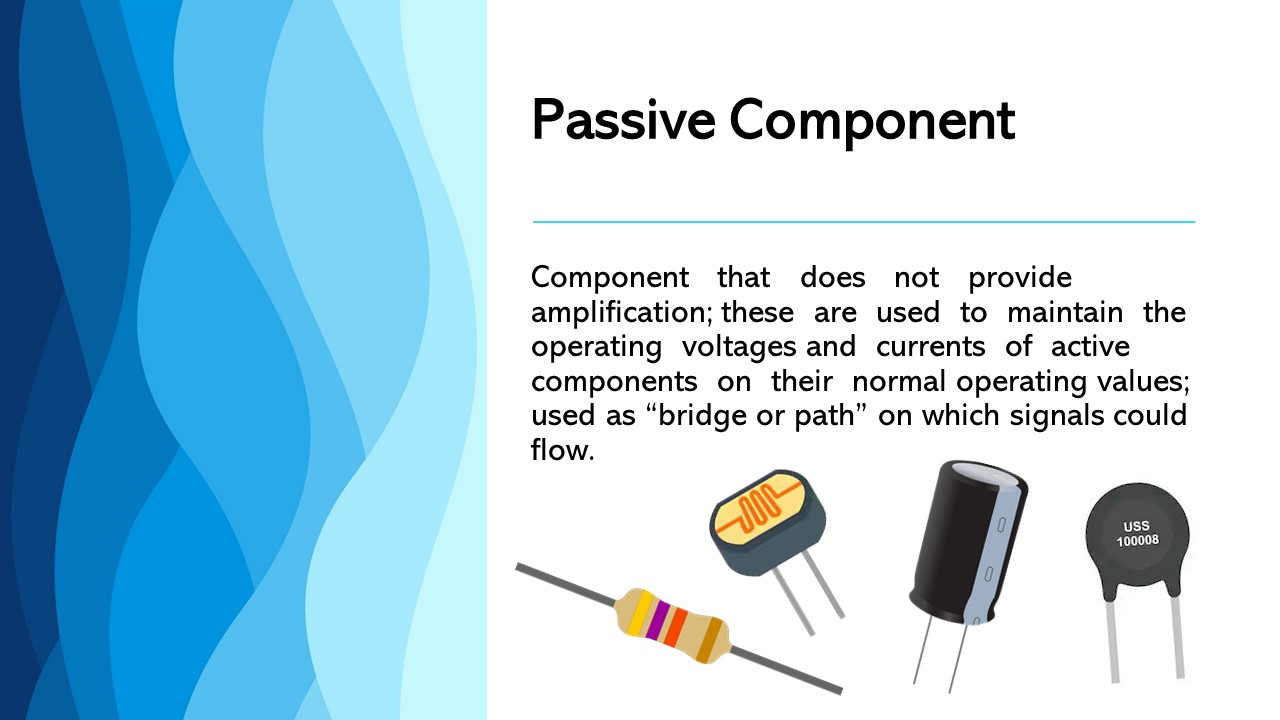 Passive Component
Component that does not provide
amplification; these are used to maintain the
operating voltages and currents of active
components on their normal operating values;
used as “bridge or path” on which signals could
flow.
USS
100008